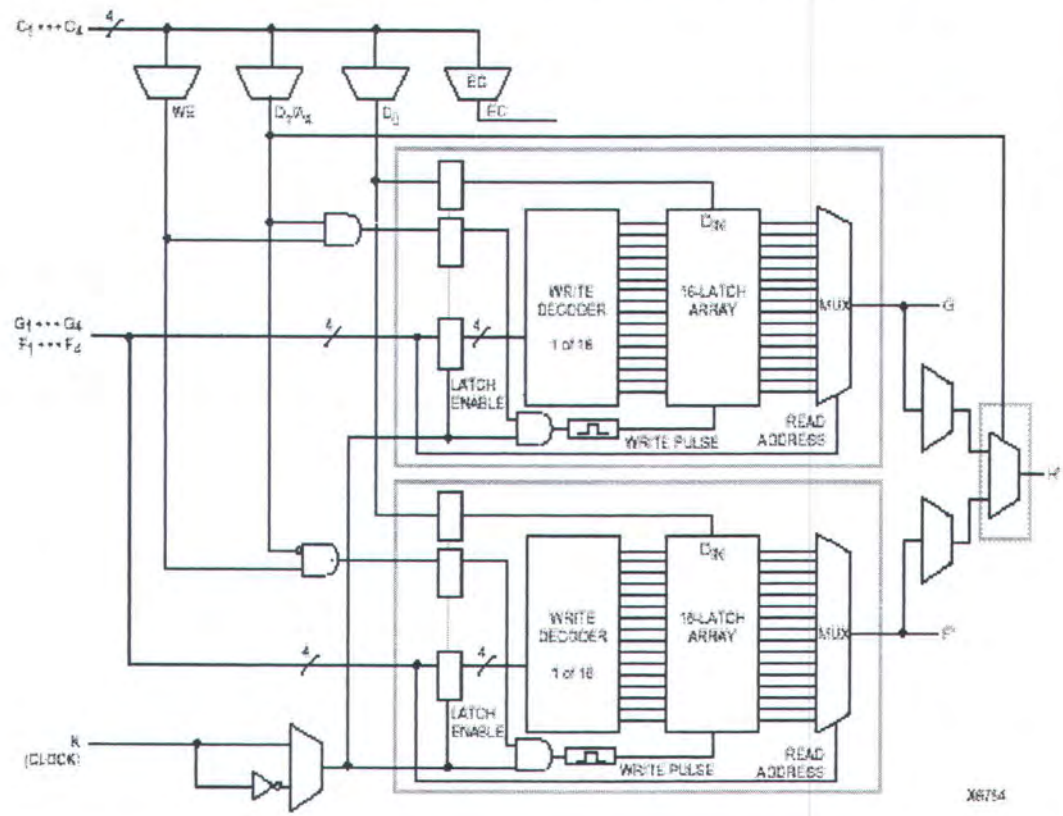 C1 ••• C4
4
EC
WE
D1/A4
D0
EC
DIN
WRITE
DECODER
1 of 16
16-LATCH
ARRAY
MUX
G'
G1 ••• G4
F1 ••• F4
4
4
LATCH
ENABLE
WRITE PULSE
READ
ADDRESS
H'
DIN
WRITE
DECODER
1 of 16
16-LATCH
ARRAY
MUX
F'
4
4
LATCH
ENABLE
K
(CLOCK)
WRITE PULSE
READ
ADDRESS
X6754